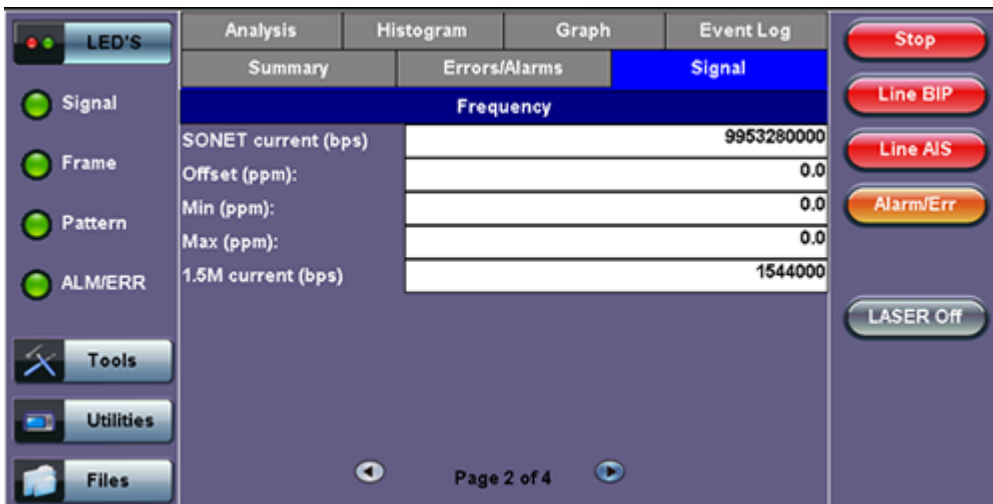 LED'S
Signal
Frame
Pattern
ALM/ERR
Tools
Utilities
Files
Analysis Histogram Graph Event Log
Summary Errors/Alarms Signal
Frequency
SONET current (bps) 9953280000
Offset (ppm): 0.0
Min (ppm): 0.0
Max (ppm): 0.0
1.5M current (bps) 1544000
Page 2 of 4
Stop
Line BIP
Line AIS
Alarm/Err
LASER Off